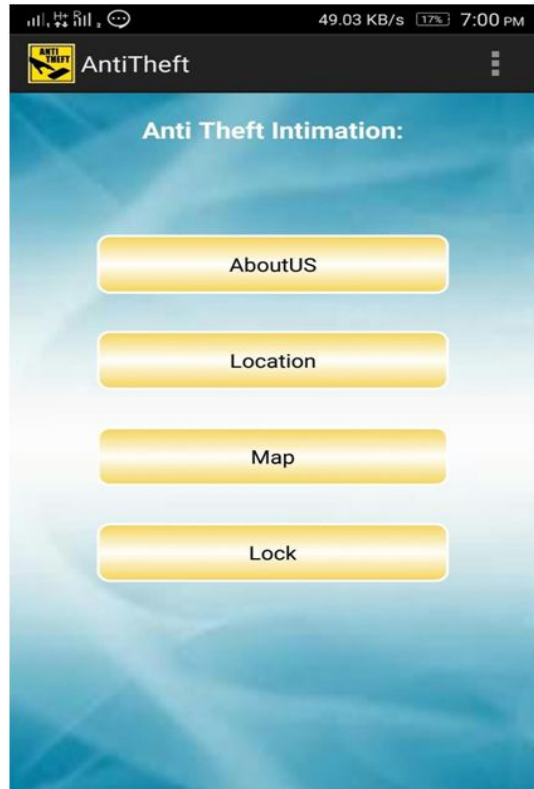 H+ R 49.03 KB/s 17% 7:00 PM
ANTI
THEFT
AntiTheft
Anti Theft Intimation:
AboutUS
Location
Map
Lock